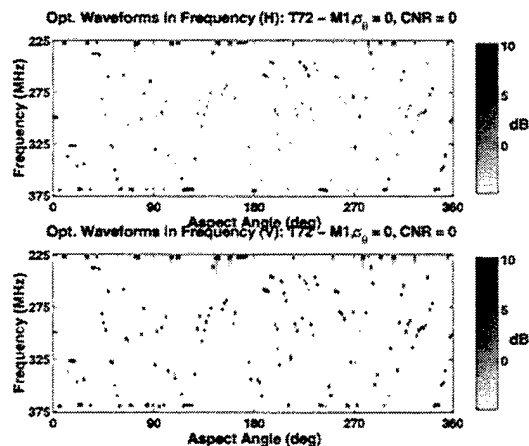 Opt. Waveforms in Frequency (H): T72 – M1,σθ = 0, CNR = 0
225
275
325
375
Frequency (MHz)
0
90
270
360
Aspect Angle (deg)
10
5
0
dB
Opt. Waveforms in Frequency (V): T72 – M1,σθ = 0, CNR = 0
225
275
325
375
Frequency (MHz)
0
90
180
270
360
Aspect Angle (deg)
10
5
0
dB